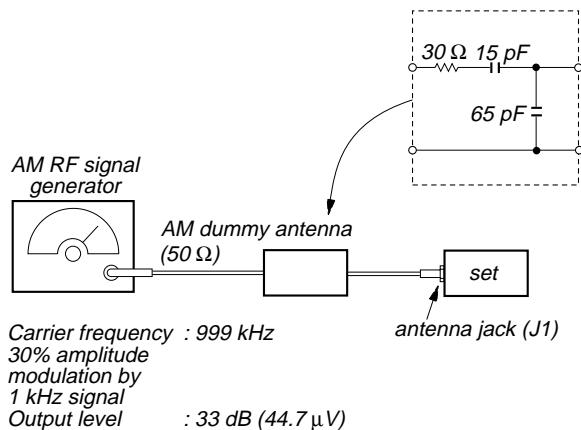 30 Ω 15 pF
65 pF
AM RF signal
generator
AM dummy antenna
(50 Ω)
set
antenna jack (J1)
Carrier frequency : 999 kHz
30% amplitude
modulation by
1 kHz signal
Output level : 33 dB (44.7 µV)